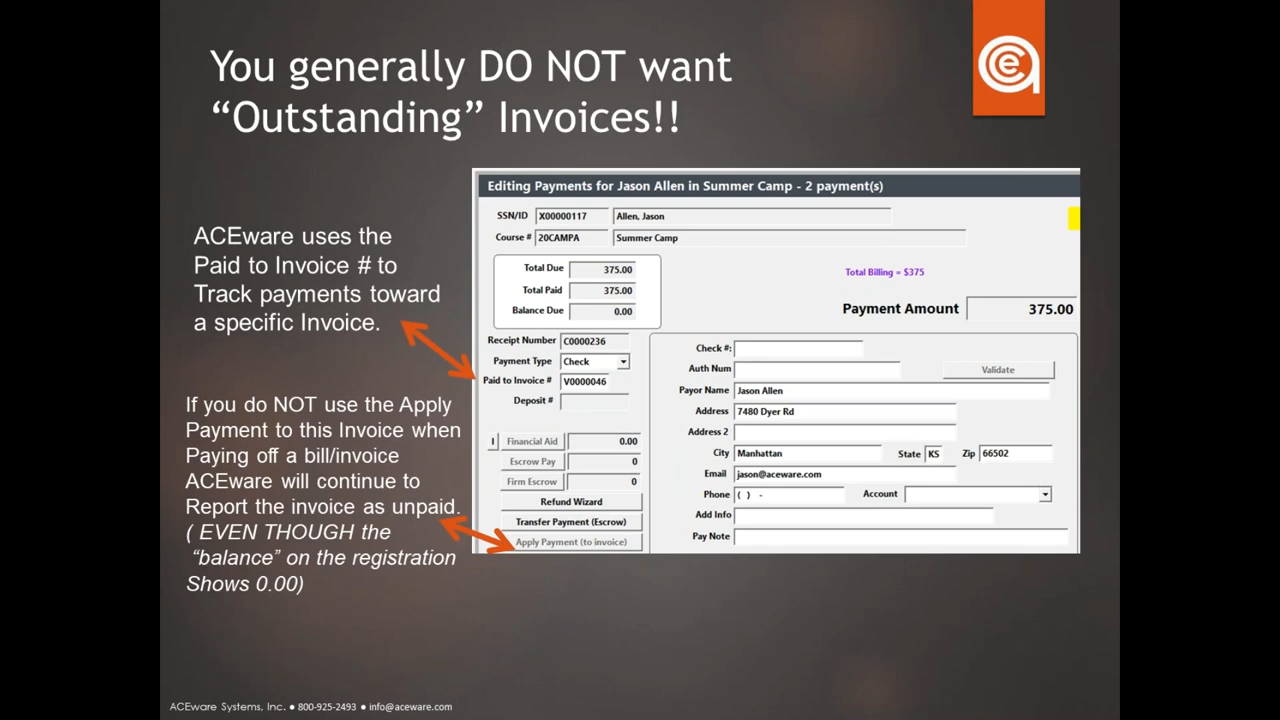 You generally DO NOT want
“Outstanding” Invoices!!
ACEware uses the
Paid to Invoice # to
Track payments toward
a specific Invoice.
If you do NOT use the Apply
Payment to this Invoice when
Paying off a bill/invoice
ACEware will continue to
Report the invoice as unpaid.
( EVEN THOUGH the
“balance” on the registration
Shows 0.00)
Editing Payments for Jason Allen in Summer Camp - 2 payment(s)
SSN/ID X00000117 Allen, Jason
Course # 20CAMPA Summer Camp
Total Due 375.00
Total Paid 375.00
Balance Due 0.00
Total Billing = $375
Payment Amount 375.00
Receipt Number C0000236
Payment Type Check
Paid to Invoice # V0000046
Deposit #
I Financial Aid 0.00
Escrow Pay 0
Firm Escrow 0
Refund Wizard
Transfer Payment (Escrow)
Apply Payment (to invoice)
Check #:
Auth Num Validate
Payor Name Jason Allen
Address 7480 Dyer Rd
Address 2
City Manhattan State KS Zip 66502
Email jason@aceware.com
Phone ( ) - Account
Add Info
Pay Note
ACEware Systems, Inc. ● 800-925-2493 ● info@aceware.com